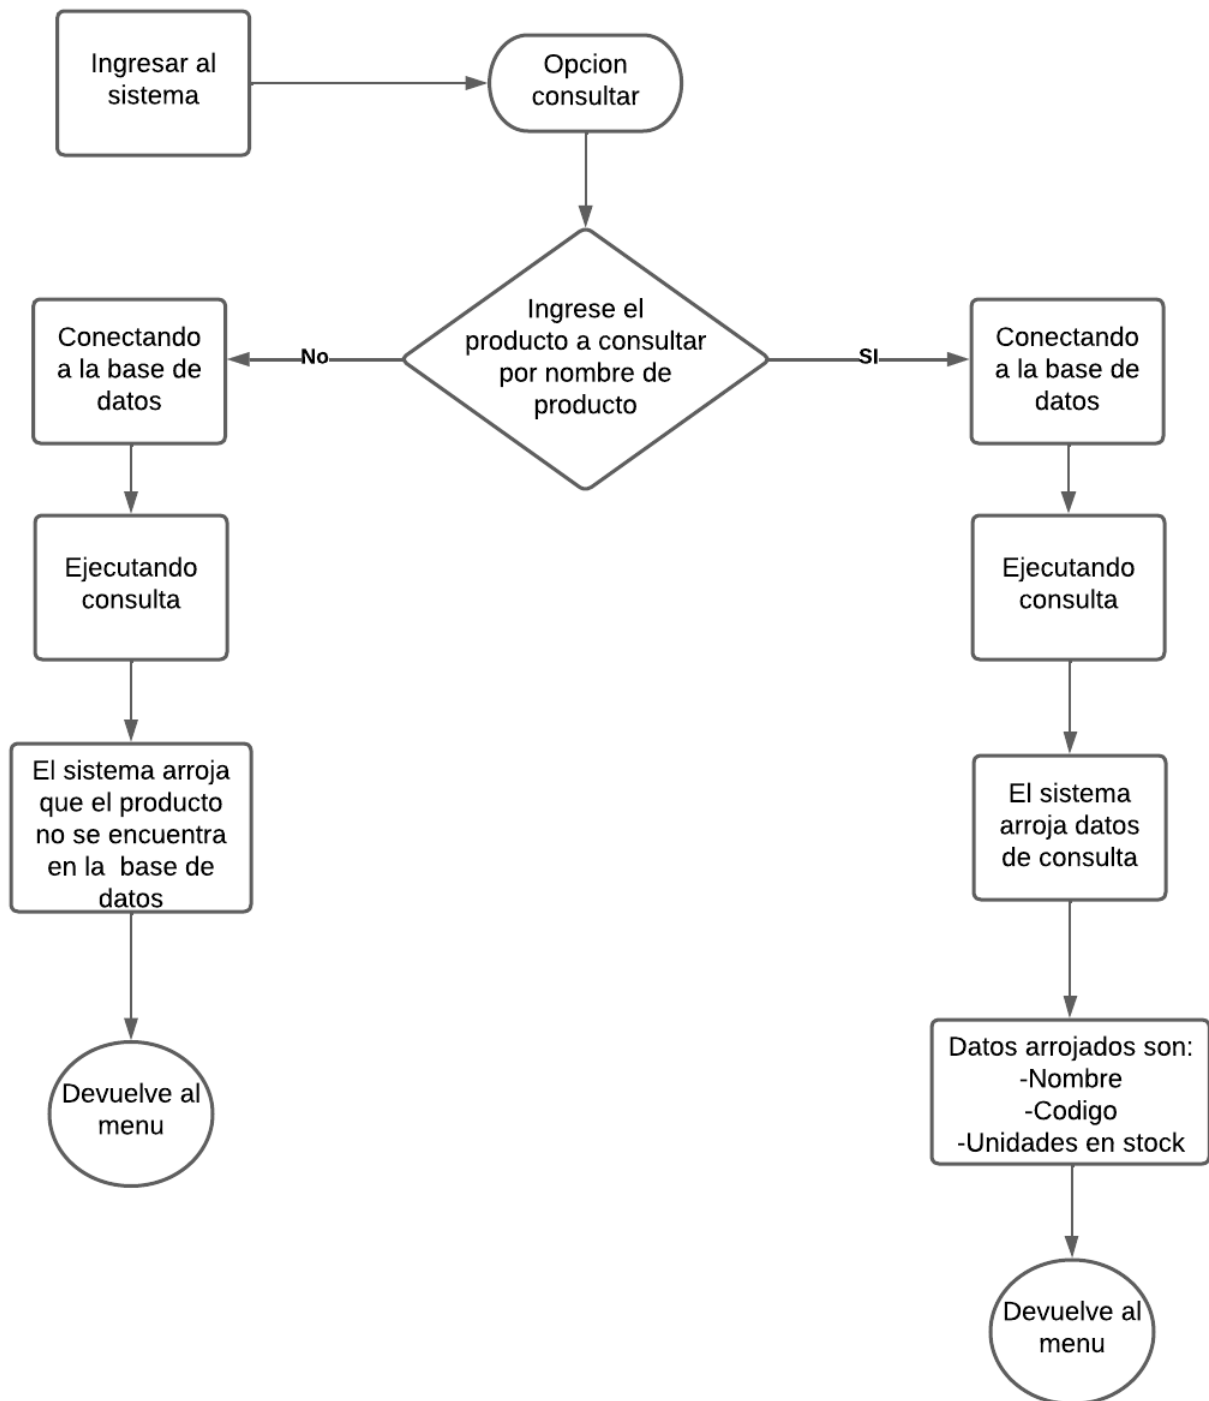 Ingresar al
sistema
Opcion
consultar
Ingrese el
producto a consultar
por nombre de
producto
No
SI
Conectando
a la base de
datos
Ejecutando
consulta
El sistema arroja
que el producto
no se encuentra
en la  base de
datos
Devuelve al
menu
Conectando
a la base de
datos
Ejecutando
consulta
El sistema
arroja datos
de consulta
Datos arrojados son:
-Nombre
-Codigo
-Unidades en stock
Devuelve al
menu